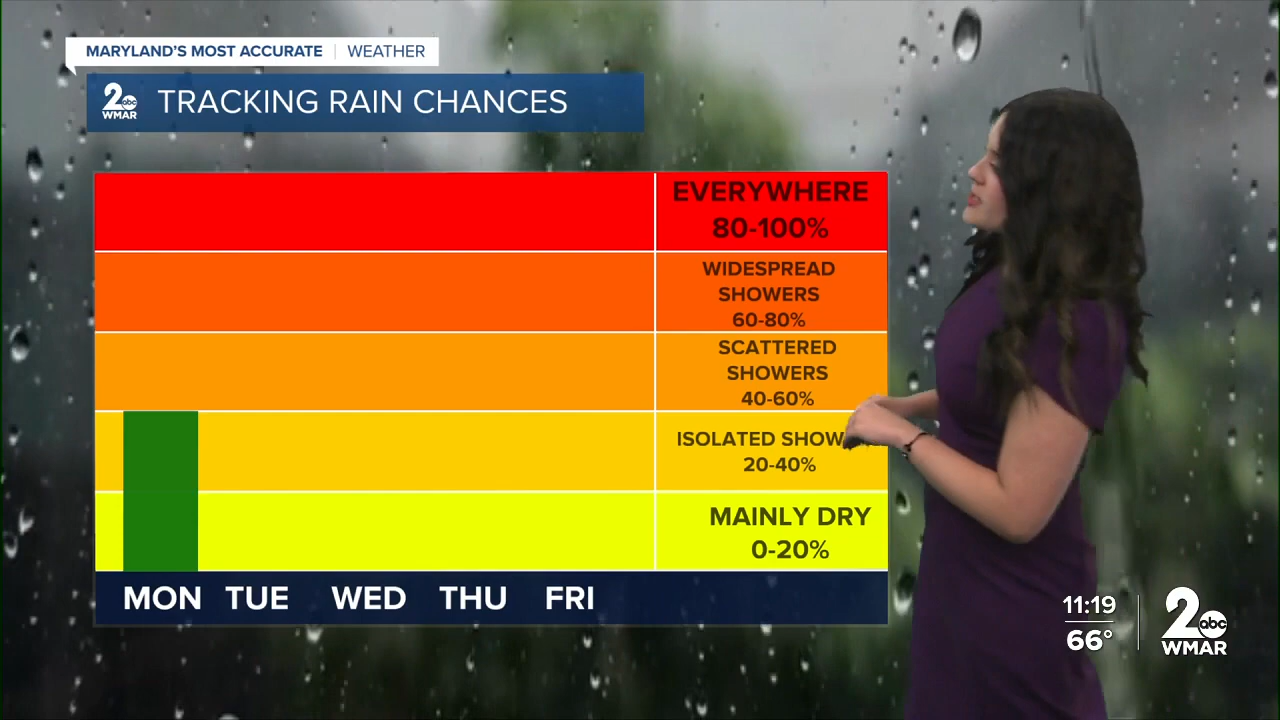 MARYLAND'S MOST ACCURATE | WEATHER
2 abc
WMAR
TRACKING RAIN CHANCES
EVERYWHERE
80-100%
WIDESPREAD
SHOWERS
60-80%
SCATTERED
SHOWERS
40-60%
ISOLATED SHOW
20-40%
MAINLY DRY
0-20%
MON TUE WED THU FRI
11:19
66°
2 abc
WMAR